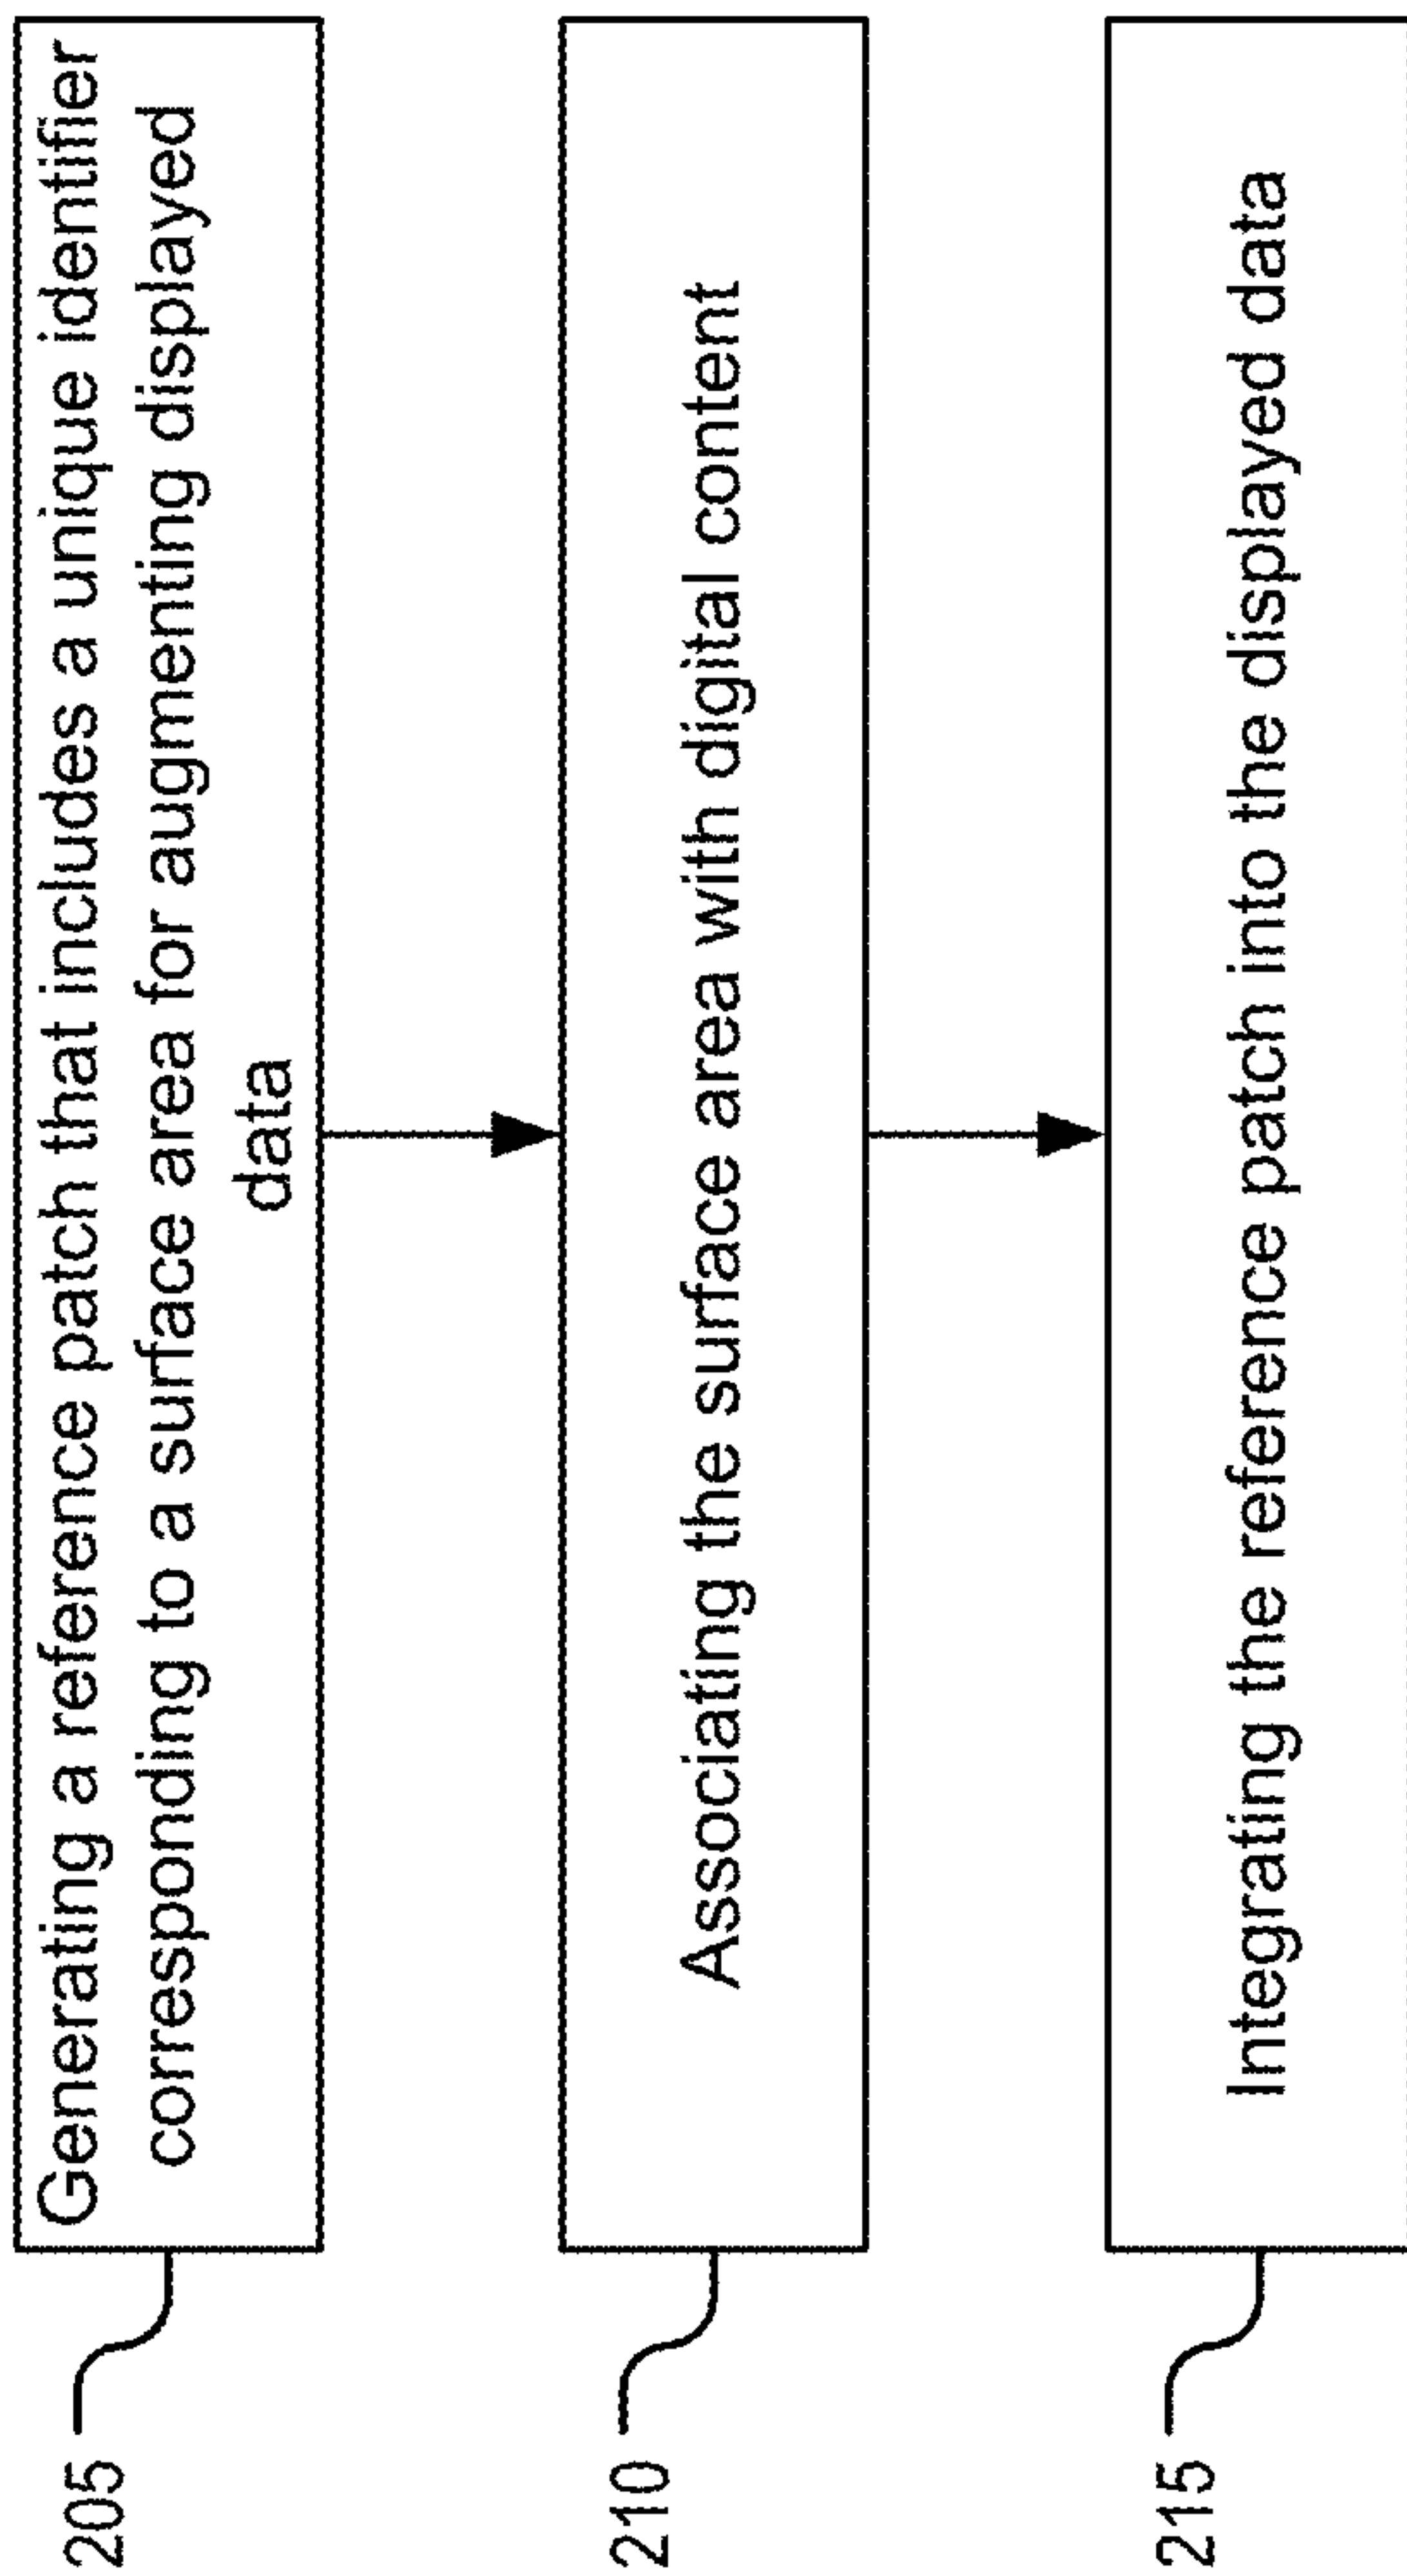 205
Generating a reference patch that includes a unique identifier
corresponding to a surface area for augmenting displayed
data
210
Associating the surface area with digital content
215
Integrating the reference patch into the displayed data